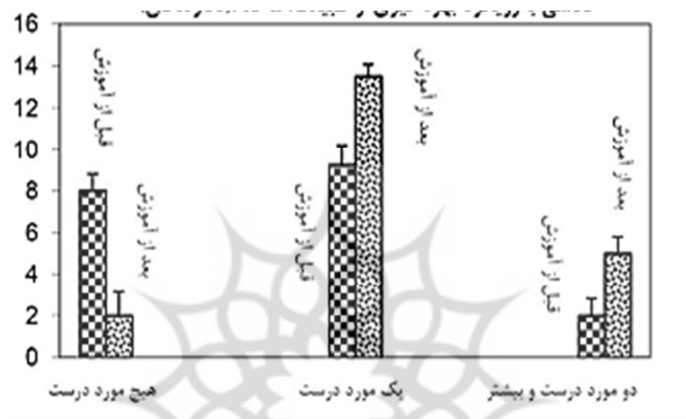 16
14
12
10
8
6
4
2
0
قبل از آموزش
بعد از آموزش
قبل از آموزش
بعد از آموزش
قبل از آموزش
بعد از آموزش
هیچ مورد درست
یک مورد درست
دو مورد درست و بیشتر